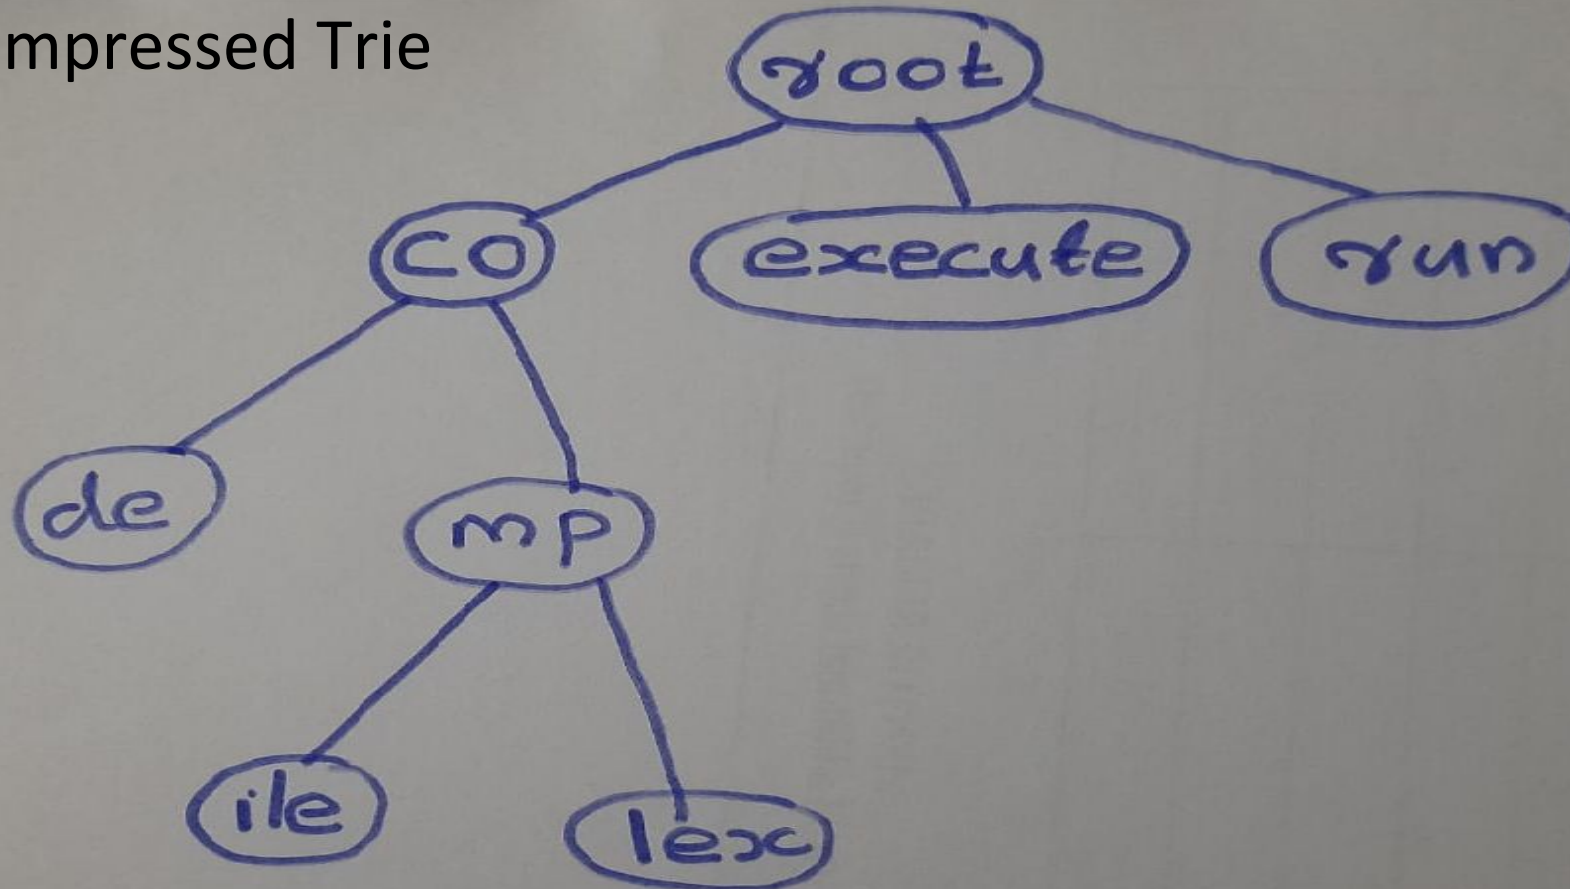 mpressed Trie
root
co
execute
run
de
mp
ile
lex